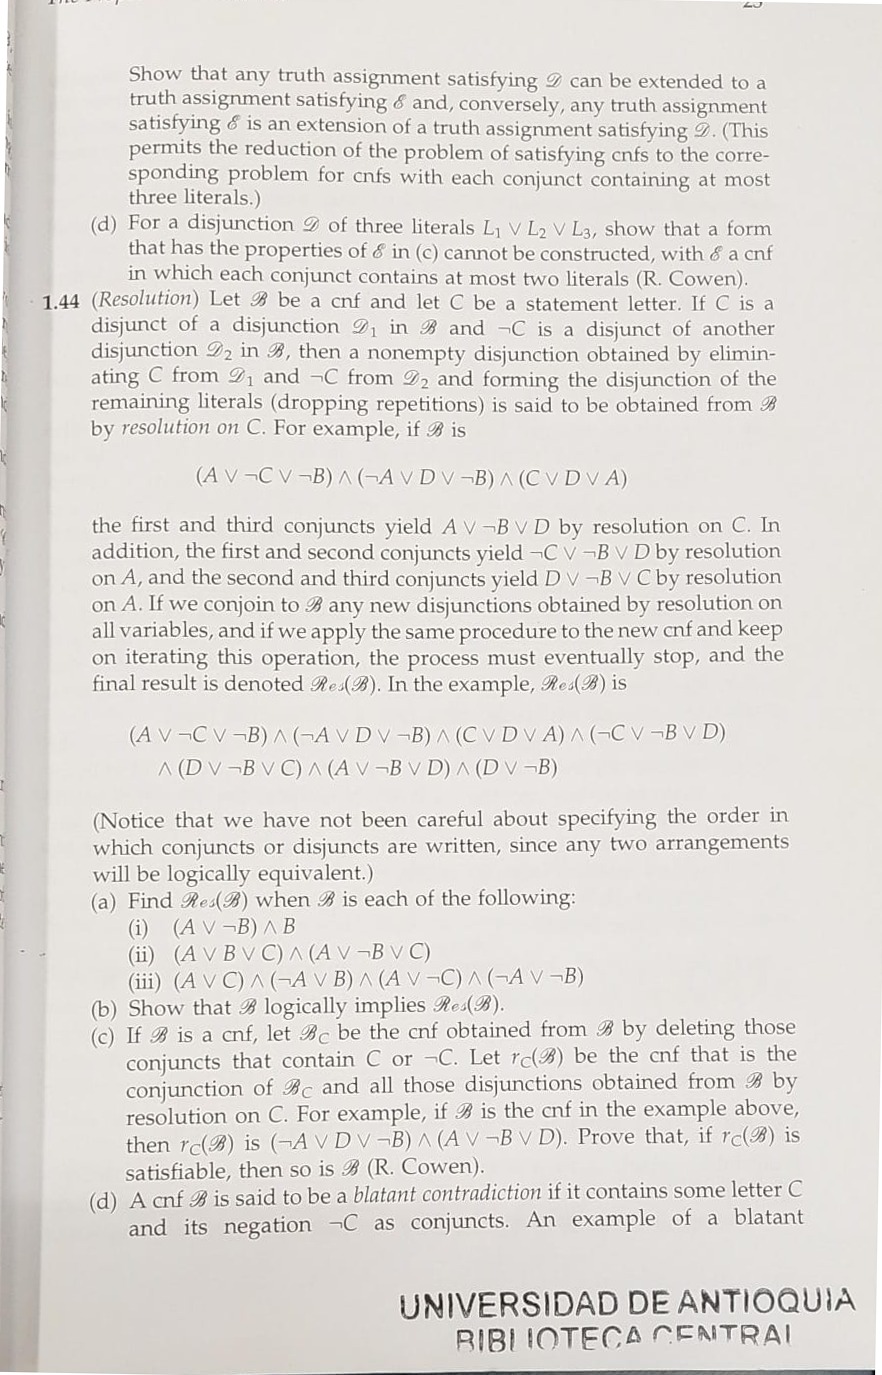 Show that any truth assignment satisfying 𝒟 can be extended to a
truth assignment satisfying ℰ and, conversely, any truth assignment
satisfying ℰ is an extension of a truth assignment satisfying 𝒟. (This
permits the reduction of the problem of satisfying cnfs to the corre-
sponding problem for cnfs with each conjunct containing at most
three literals.)
(d) For a disjunction 𝒟 of three literals L₁ ∨ L₂ ∨ L₃, show that a form
that has the properties of ℰ in (c) cannot be constructed, with ℰ a cnf
in which each conjunct contains at most two literals (R. Cowen).
1.44 (Resolution) Let ℬ be a cnf and let C be a statement letter. If C is a
disjunct of a disjunction 𝒟₁ in ℬ and ¬C is a disjunct of another
disjunction 𝒟₂ in ℬ, then a nonempty disjunction obtained by elimin-
ating C from 𝒟₁ and ¬C from 𝒟₂ and forming the disjunction of the
remaining literals (dropping repetitions) is said to be obtained from ℬ
by resolution on C. For example, if ℬ is
(A ∨ ¬C ∨ ¬B) ∧ (¬A ∨ D ∨ ¬B) ∧ (C ∨ D ∨ A)
the first and third conjuncts yield A ∨ ¬B ∨ D by resolution on C. In
addition, the first and second conjuncts yield ¬C ∨ ¬B ∨ D by resolution
on A, and the second and third conjuncts yield D ∨ ¬B ∨ C by resolution
on A. If we conjoin to ℬ any new disjunctions obtained by resolution on
all variables, and if we apply the same procedure to the new cnf and keep
on iterating this operation, the process must eventually stop, and the
final result is denoted ℛℯ𝓈(ℬ). In the example, ℛℯ𝓈(ℬ) is
(A ∨ ¬C ∨ ¬B) ∧ (¬A ∨ D ∨ ¬B) ∧ (C ∨ D ∨ A) ∧ (¬C ∨ ¬B ∨ D)
∧ (D ∨ ¬B ∨ C) ∧ (A ∨ ¬B ∨ D) ∧ (D ∨ ¬B)
(Notice that we have not been careful about specifying the order in
which conjuncts or disjuncts are written, since any two arrangements
will be logically equivalent.)
(a) Find ℛℯ𝓈(ℬ) when ℬ is each of the following:
(i) (A ∨ ¬B) ∧ B
(ii) (A ∨ B ∨ C) ∧ (A ∨ ¬B ∨ C)
(iii) (A ∨ C) ∧ (¬A ∨ B) ∧ (A ∨ ¬C) ∧ (¬A ∨ ¬B)
(b) Show that ℬ logically implies ℛℯ𝓈(ℬ).
(c) If ℬ is a cnf, let ℬ_C be the cnf obtained from ℬ by deleting those
conjuncts that contain C or ¬C. Let r_C(ℬ) be the cnf that is the
conjunction of ℬ_C and all those disjunctions obtained from ℬ by
resolution on C. For example, if ℬ is the cnf in the example above,
then r_C(ℬ) is (¬A ∨ D ∨ ¬B) ∧ (A ∨ ¬B ∨ D). Prove that, if r_C(ℬ) is
satisfiable, then so is ℬ (R. Cowen).
(d) A cnf ℬ is said to be a blatant contradiction if it contains some letter C
and its negation ¬C as conjuncts. An example of a blatant
UNIVERSIDAD DE ANTIOQUIA
BIBLIOTECA CENTRAL